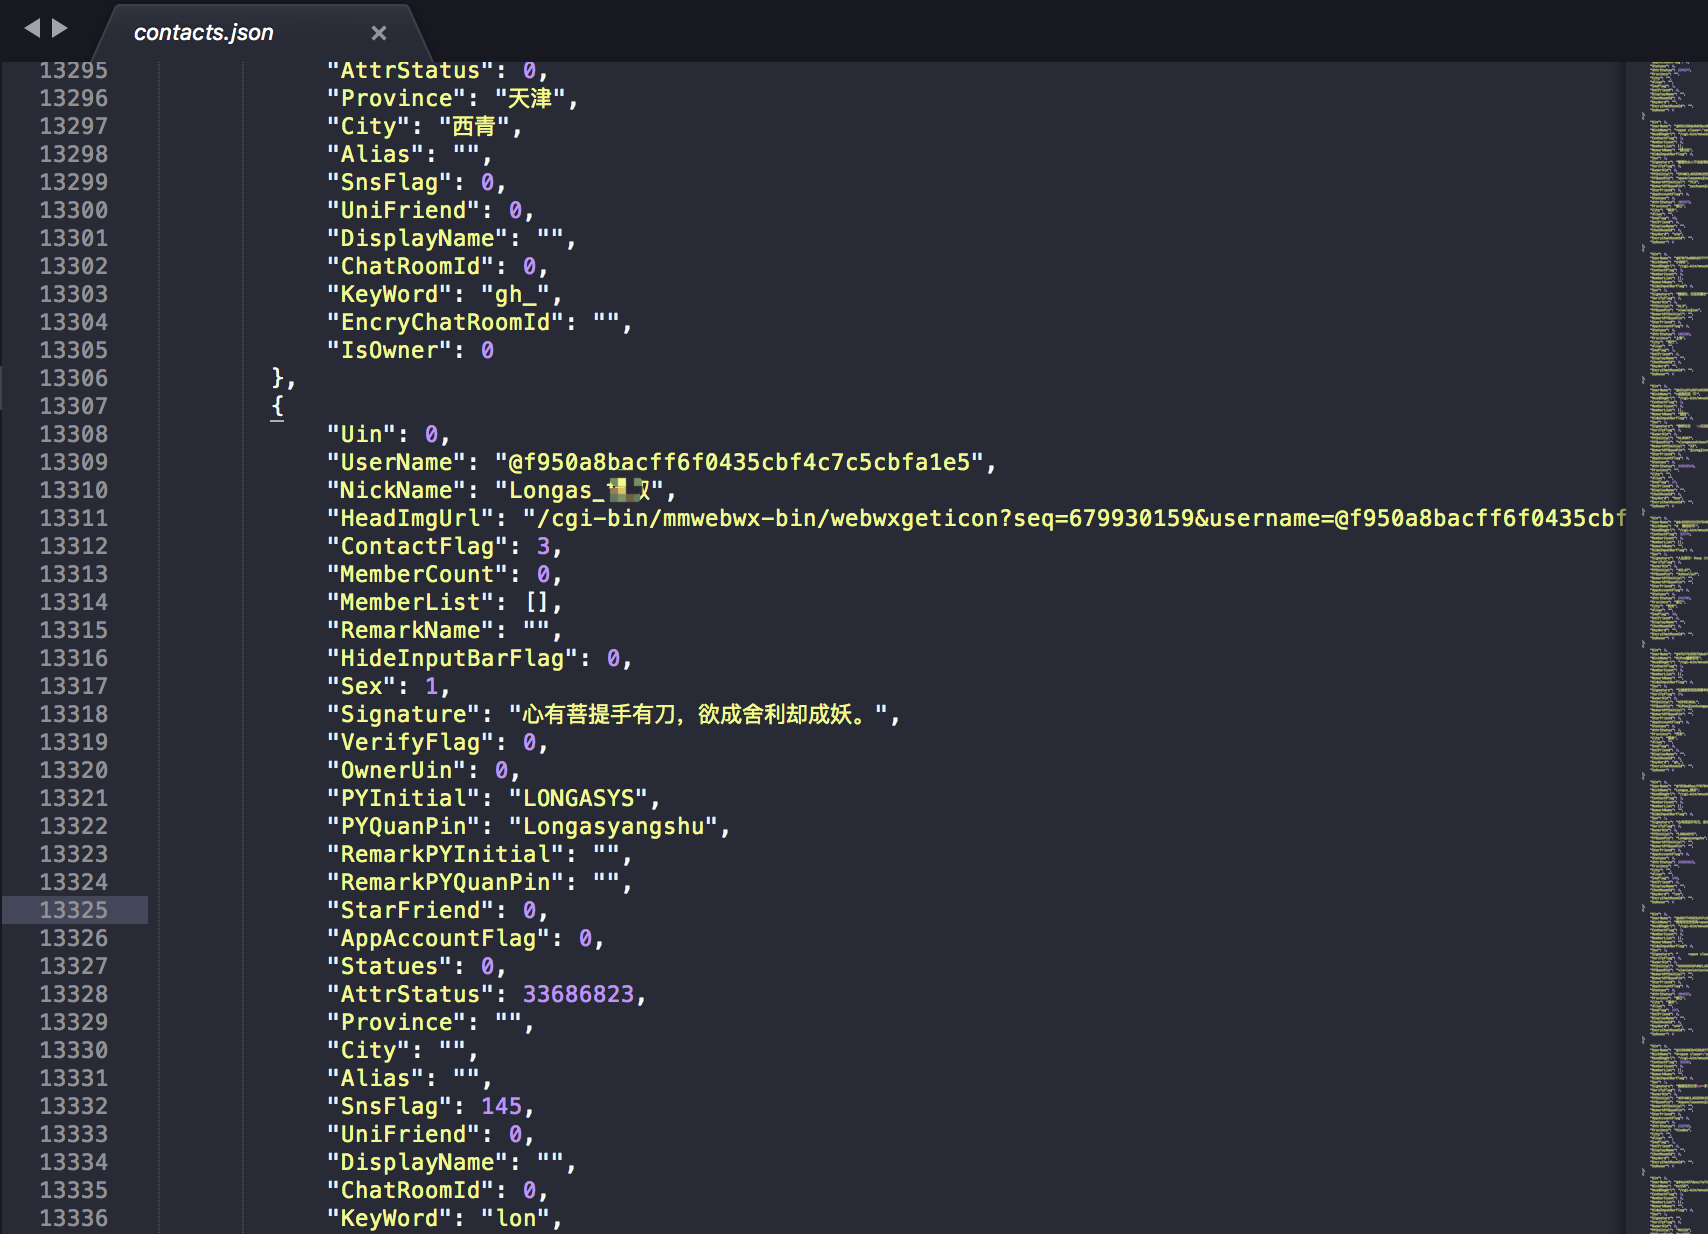 contacts.json
13295 "AttrStatus": 0,
13296 "Province": "天津",
13297 "City": "西青",
13298 "Alias": "",
13299 "SnsFlag": 0,
13300 "UniFriend": 0,
13301 "DisplayName": "",
13302 "ChatRoomId": 0,
13303 "KeyWord": "gh_",
13304 "EncryChatRoomId": "",
13305 "IsOwner": 0
13306 },
13307 {
13308 "Uin": 0,
13309 "UserName": "@f950a8bacff6f0435cbf4c7c5cbfa1e5",
13310 "NickName": "Longas_",
13311 "HeadImgUrl": "/cgi-bin/mmwebwx-bin/webwxgeticon?seq=679930159&username=@f950a8bacff6f0435cbf
13312 "ContactFlag": 3,
13313 "MemberCount": 0,
13314 "MemberList": [],
13315 "RemarkName": "",
13316 "HideInputBarFlag": 0,
13317 "Sex": 1,
13318 "Signature": "心有菩提手有刀，欲成舍利却成妖。",
13319 "VerifyFlag": 0,
13320 "OwnerUin": 0,
13321 "PYInitial": "LONGASYS",
13322 "PYQuanPin": "Longasyangshu",
13323 "RemarkPYInitial": "",
13324 "RemarkPYQuanPin": "",
13325 "StarFriend": 0,
13326 "AppAccountFlag": 0,
13327 "Statues": 0,
13328 "AttrStatus": 33686823,
13329 "Province": "",
13330 "City": "",
13331 "Alias": "",
13332 "SnsFlag": 145,
13333 "UniFriend": 0,
13334 "DisplayName": "",
13335 "ChatRoomId": 0,
13336 "KeyWord": "lon",